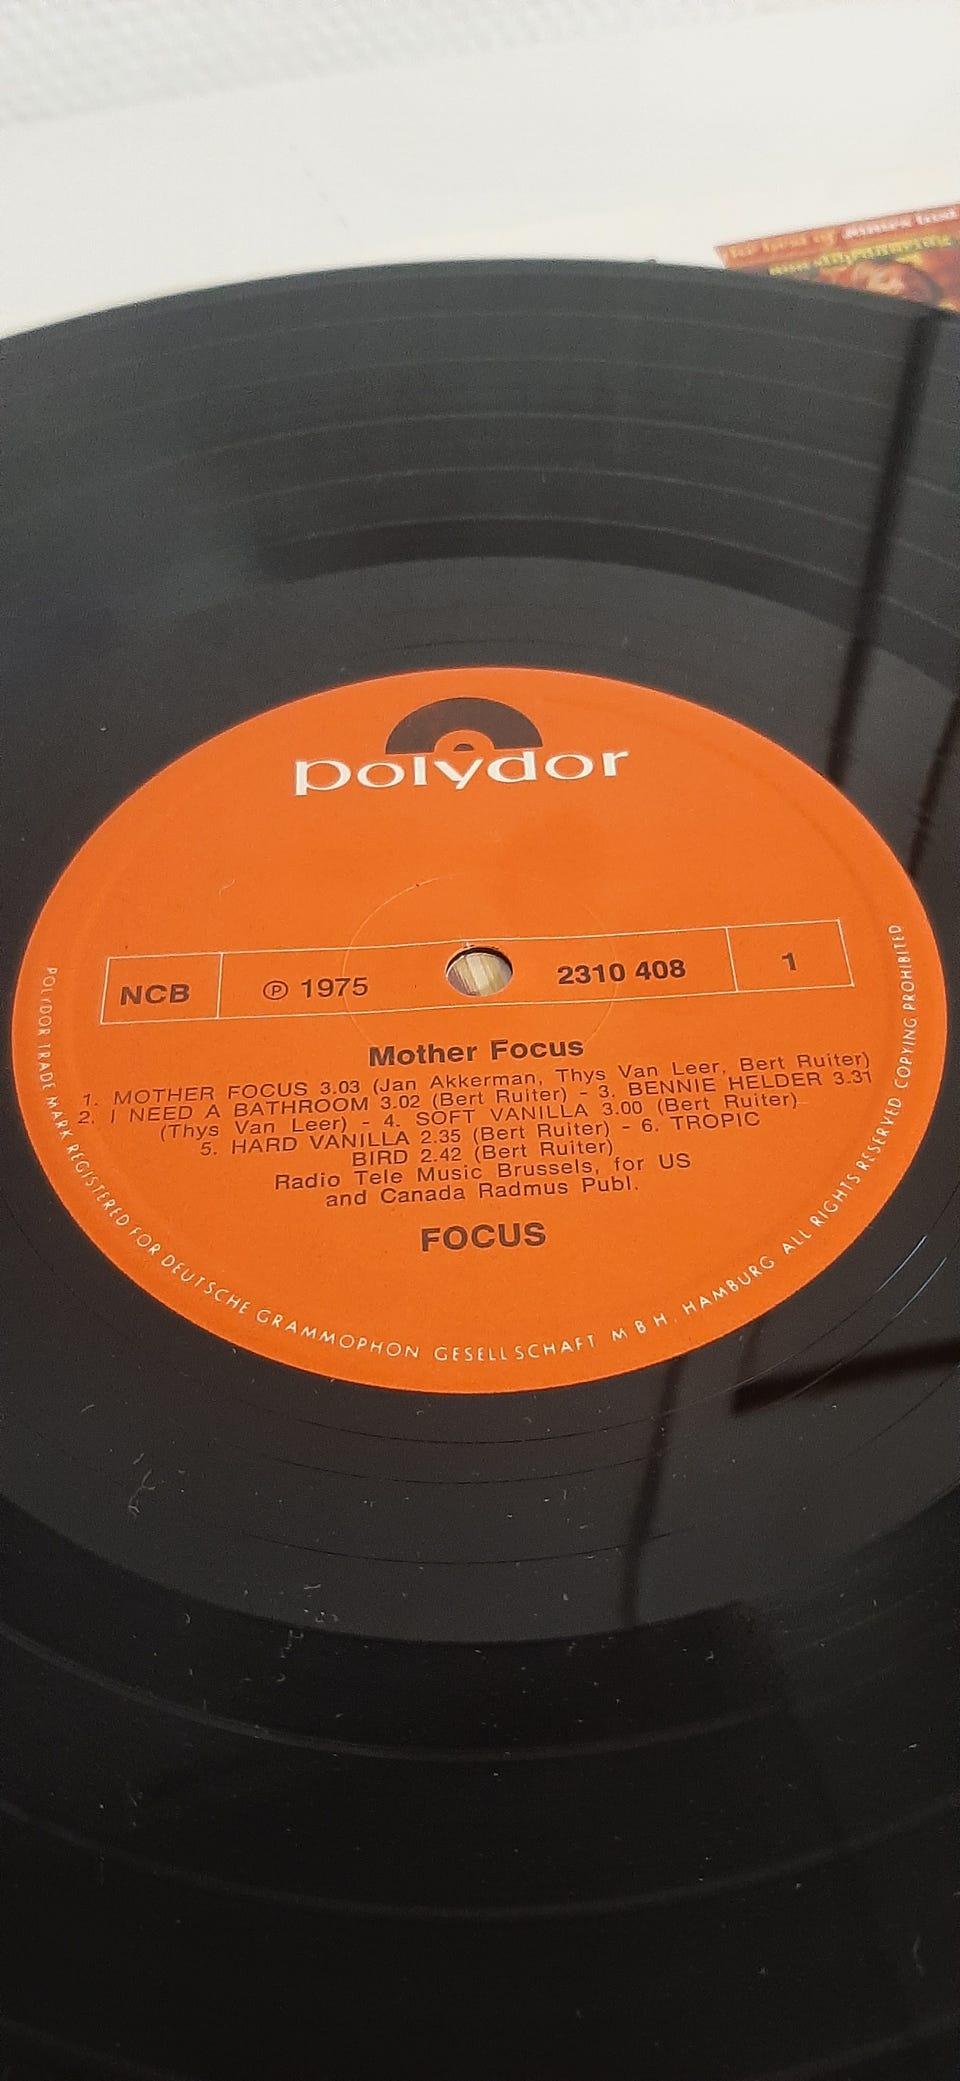 polydor
NCB ℗ 1975 2310 408 1
Mother Focus
1. MOTHER FOCUS 3.03 (Jan Akkerman, Thys Van Leer, Bert Ruiter)
2. I NEED A BATHROOM 3.02 (Bert Ruiter) - 3. BENNIE HELDER 3.31
(Thys Van Leer) - 4. SOFT VANILLA 3.00 (Bert Ruiter)
5. HARD VANILLA 2.35 (Bert Ruiter) - 6. TROPIC
BIRD 2.42 (Bert Ruiter)
Radio Tele Music Brussels, for US
and Canada Radmus Publ.
FOCUS
POLYDOR TRADE MARK REGISTERED FOR DEUTSCHE GRAMMOPHON GESELLSCHAFT M B H. HAMBURG ALL RIGHTS RESERVED COPYING PROHIBITED